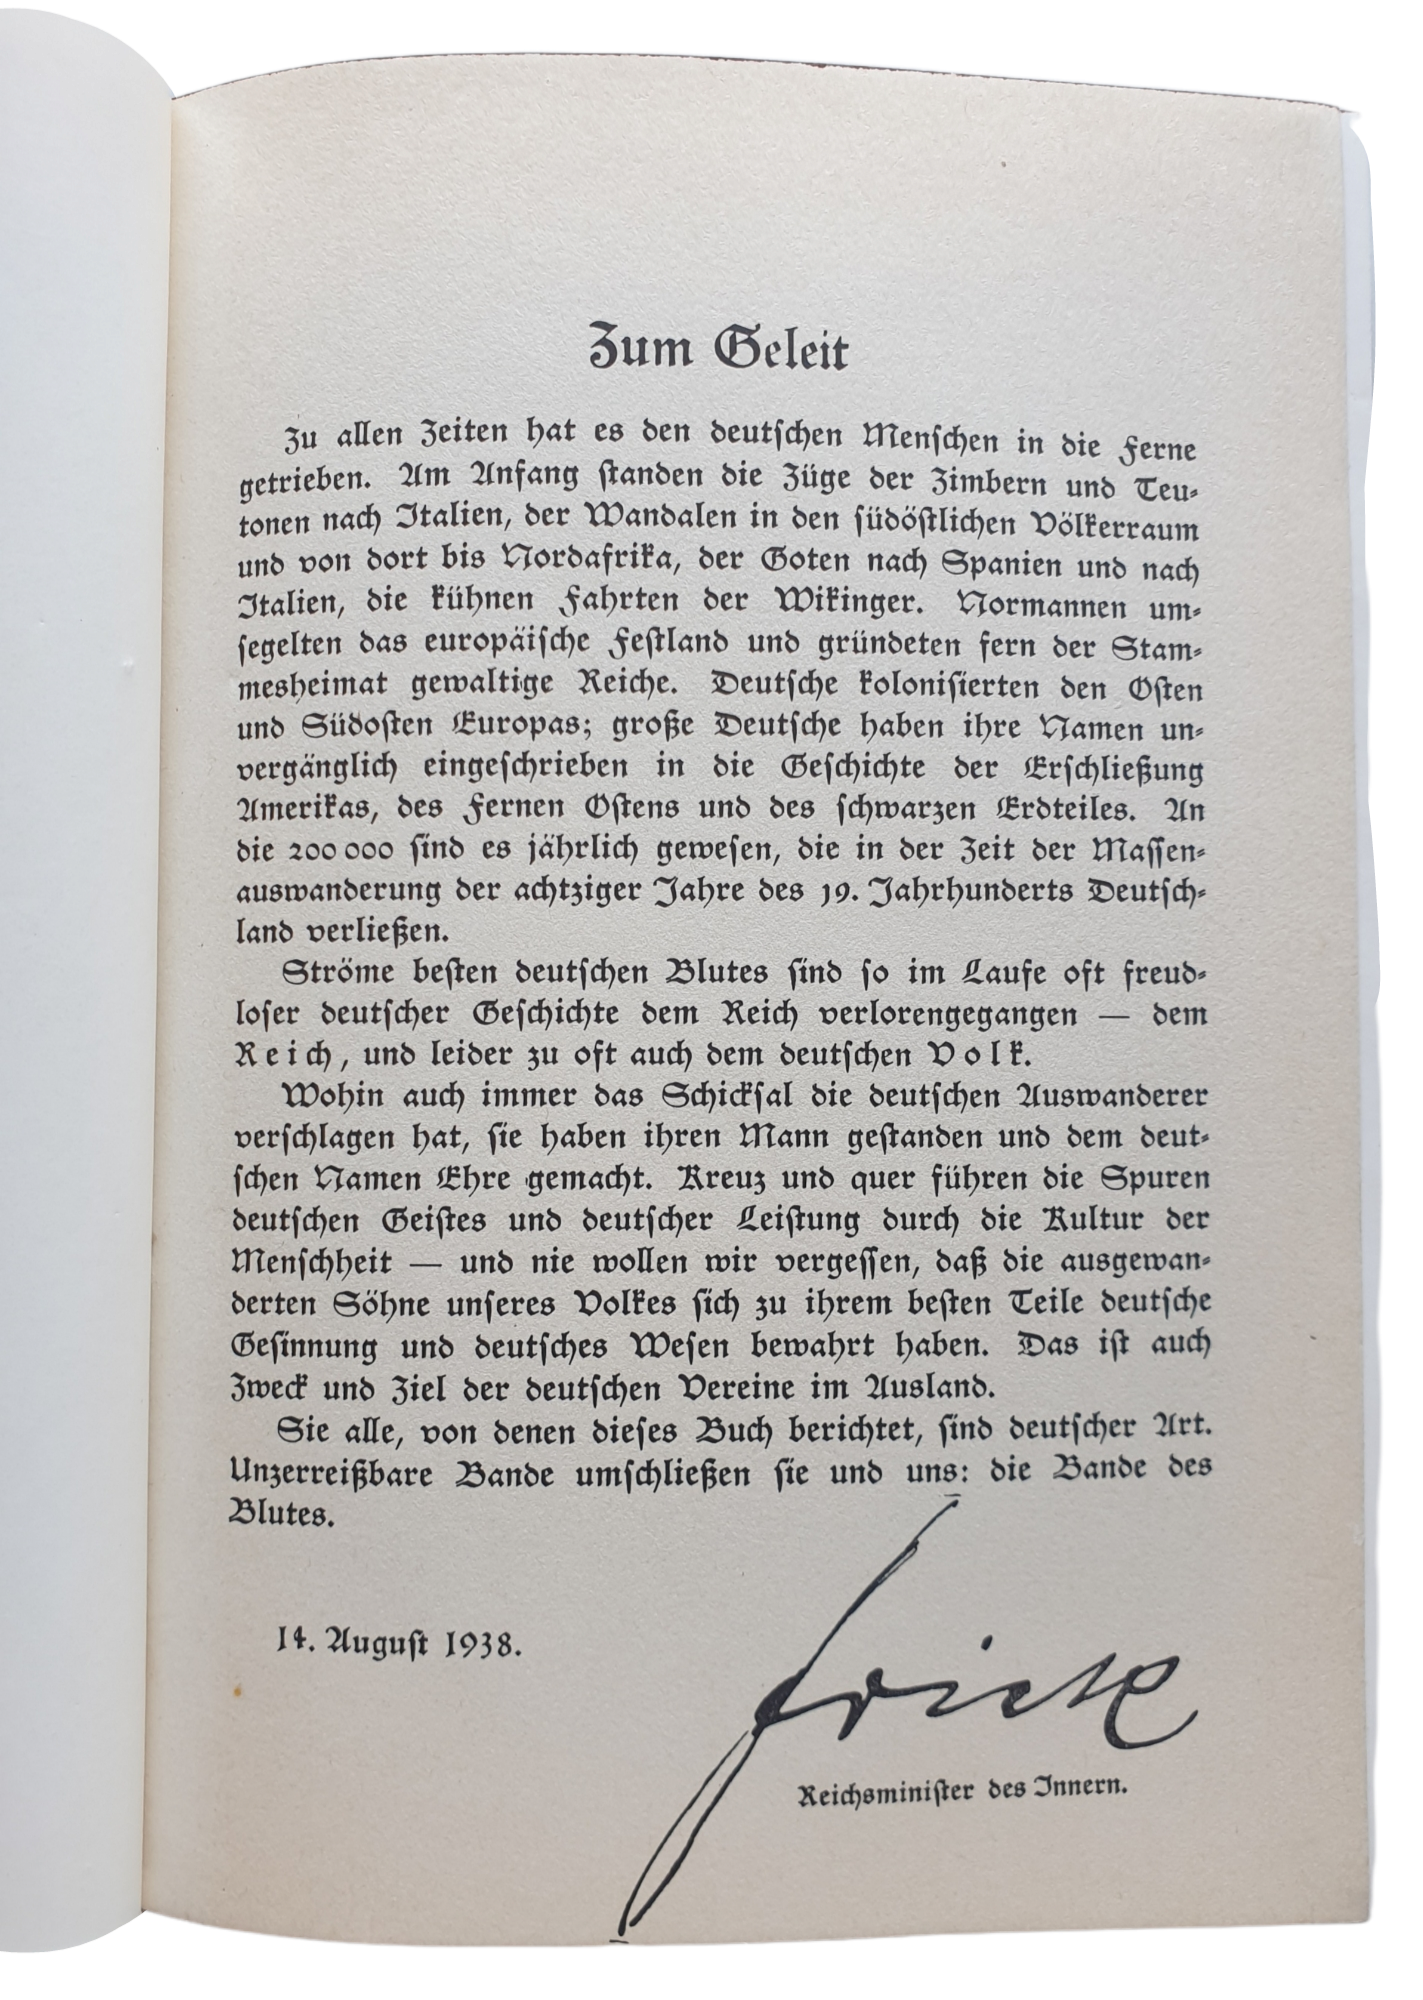 Zum Geleit
Zu allen Zeiten hat es den deutschen Menschen in die Ferne
getrieben. Am Anfang standen die Züge der Zimbern und Teu-
tonen nach Italien, der Wandalen in den südöstlichen Völkerraum
und von dort bis Nordafrika, der Goten nach Spanien und nach
Italien, die kühnen Fahrten der Wikinger. Normannen um-
segelten das europäische Festland und gründeten fern der Stam-
mesheimat gewaltige Reiche. Deutsche kolonisierten den Osten
und Südosten Europas; große Deutsche haben ihre Namen un-
vergänglich eingeschrieben in die Geschichte der Erschließung
Amerikas, des Fernen Ostens und des schwarzen Erdteiles. An
die 200 000 sind es jährlich gewesen, die in der Zeit der Massen-
auswanderung der achtziger Jahre des 19. Jahrhunderts Deutsch-
land verließen.
Ströme besten deutschen Blutes sind so im Laufe oft freud-
loser deutscher Geschichte dem Reich verlorengegangen — dem
Reich, und leider zu oft auch dem deutschen Volk.
Wohin auch immer das Schicksal die deutschen Auswanderer
verschlagen hat, sie haben ihren Mann gestanden und dem deut-
schen Namen Ehre gemacht. Kreuz und quer führen die Spuren
deutschen Geistes und deutscher Leistung durch die Kultur der
Menschheit — und nie wollen wir vergessen, daß die ausgewan-
derten Söhne unseres Volkes sich zu ihrem besten Teile deutsche
Gesinnung und deutsches Wesen bewahrt haben. Das ist auch
Zweck und Ziel der deutschen Vereine im Ausland.
Sie alle, von denen dieses Buch berichtet, sind deutscher Art.
Unzerreißbare Bande umschließen sie und uns: die Bande des
Blutes.
14. August 1938.
Frick
Reichsminister des Innern.